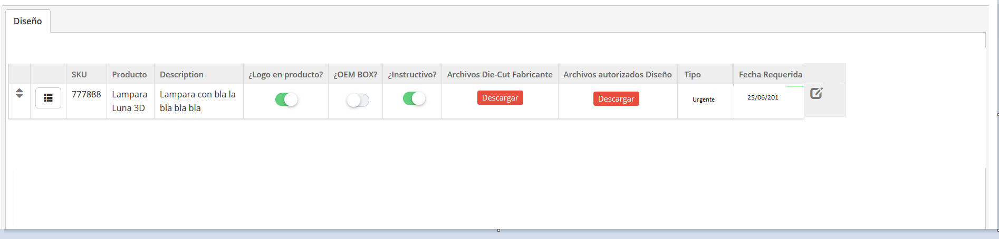 Diseño
SKU Producto Description ¿Logo en producto? ¿OEM BOX? ¿Instructivo? Archivos Die-Cut Fabricante Archivos autorizados Diseño Tipo Fecha Requerida
777888 Lampara Lampara con bla la Descargar Descargar Urgente 25/06/201
Luna 3D bla bla bla